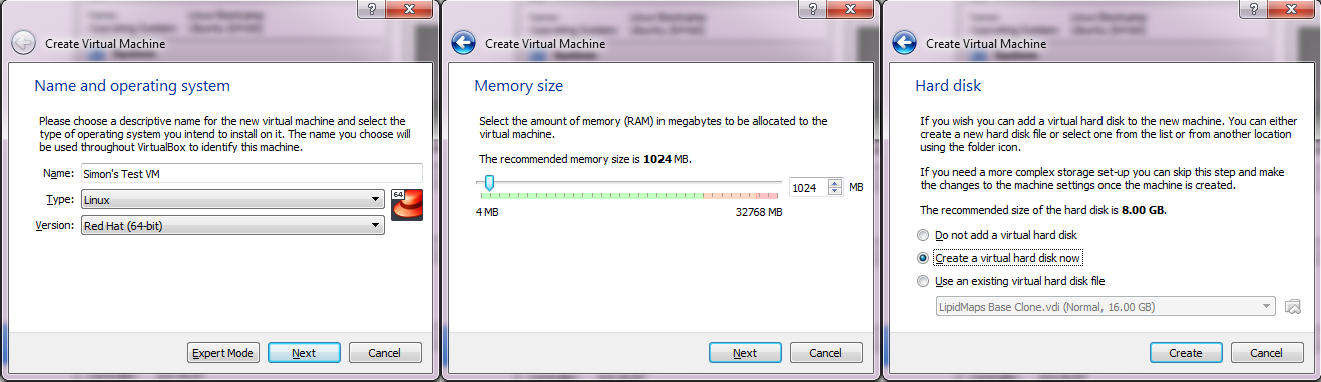 Create Virtual Machine
Name and operating system
Please choose a descriptive name for the new virtual machine and select the
type of operating system you intend to install on it. The name you choose will
be used throughout VirtualBox to identify this machine.
Name: Simon's Test VM
Type: Linux
64
Version: Red Hat (64-bit)
Expert Mode Next Cancel
Create Virtual Machine
Memory size
Select the amount of memory (RAM) in megabytes to be allocated to the
virtual machine.
The recommended memory size is 1024 MB.
1024 MB
4 MB 32768 MB
Next Cancel
Create Virtual Machine
Hard disk
If you wish you can add a virtual hard disk to the new machine. You can either
create a new hard disk file or select one from the list or from another location
using the folder icon.
If you need a more complex storage set-up you can skip this step and make
the changes to the machine settings once the machine is created.
The recommended size of the hard disk is 8.00 GB.
Do not add a virtual hard disk
Create a virtual hard disk now
Use an existing virtual hard disk file
LipidMaps Base Clone.vdi (Normal, 16.00 GB)
Create Cancel